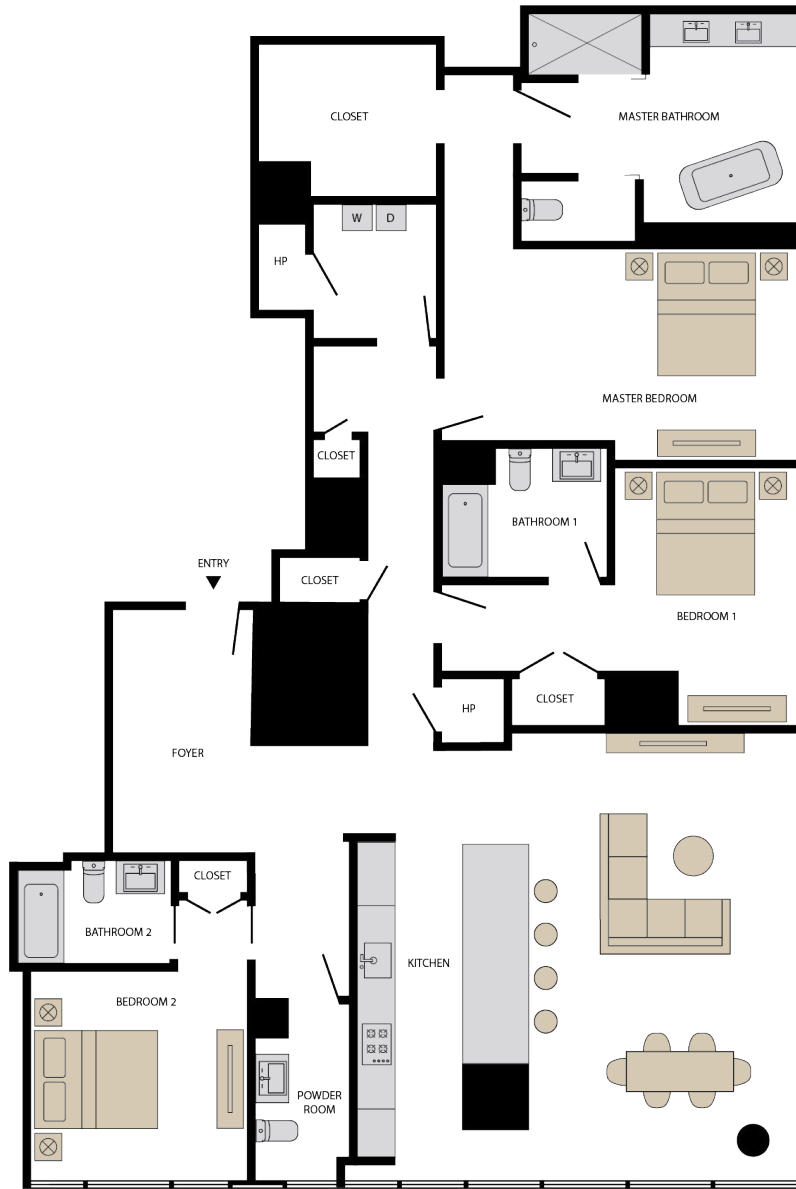 CLOSET
MASTER BATHROOM
W
D
HP
MASTER BEDROOM
CLOSET
BATHROOM 1
ENTRY
CLOSET
BEDROOM 1
CLOSET
HP
FOYER
CLOSET
BATHROOM 2
KITCHEN
BEDROOM 2
POWDER
ROOM